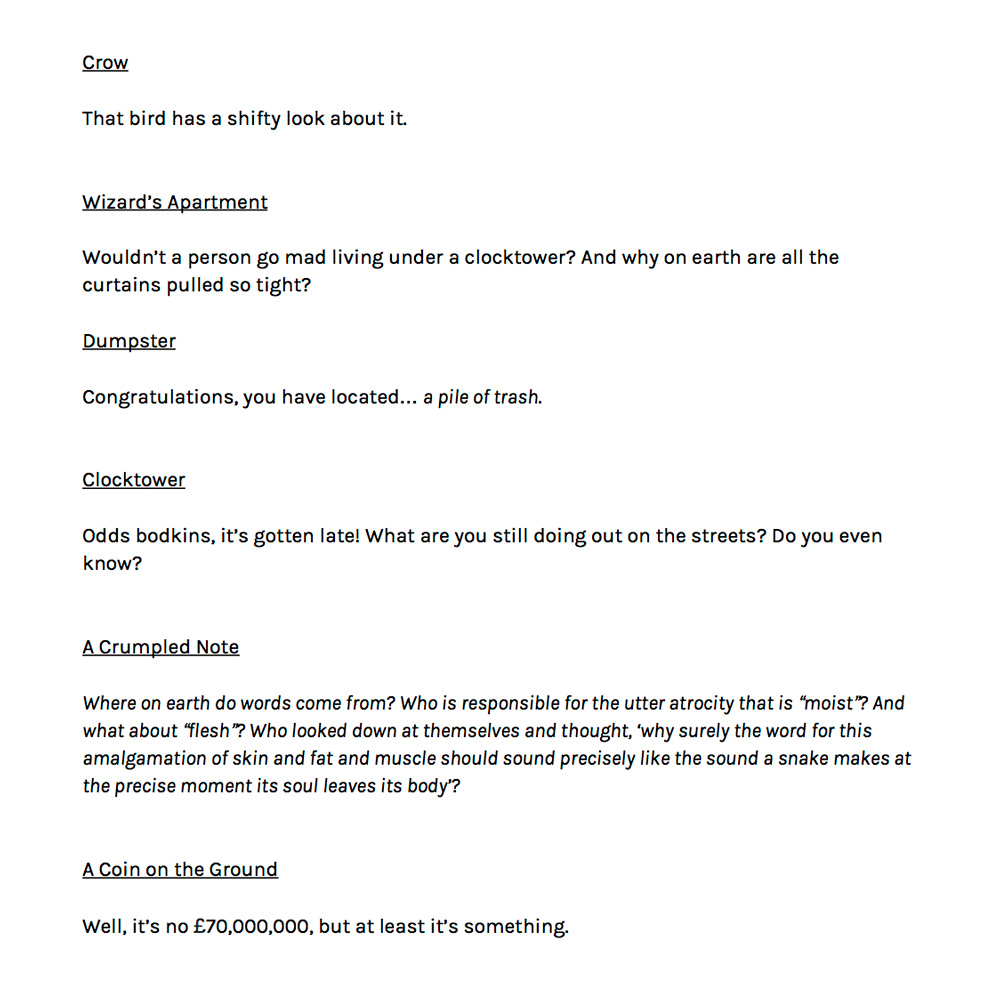 Crow
That bird has a shifty look about it.
Wizard’s Apartment
Wouldn’t a person go mad living under a clocktower? And why on earth are all the
curtains pulled so tight?
Dumpster
Congratulations, you have located… a pile of trash.
Clocktower
Odds bodkins, it’s gotten late! What are you still doing out on the streets? Do you even
know?
A Crumpled Note
Where on earth do words come from? Who is responsible for the utter atrocity that is “moist”? And
what about “flesh”? Who looked down at themselves and thought, ‘why surely the word for this
amalgamation of skin and fat and muscle should sound precisely like the sound a snake makes at
the precise moment its soul leaves its body’?
A Coin on the Ground
Well, it’s no £70,000,000, but at least it’s something.